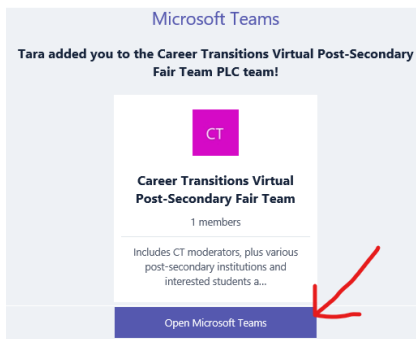 Microsoft Teams
Tara added you to the Career Transitions Virtual Post-Secondary
Fair Team PLC team!
CT
Career Transitions Virtual
Post-Secondary Fair Team
1 members
Includes CT moderators, plus various
post-secondary institutions and
interested students a...
Open Microsoft Teams